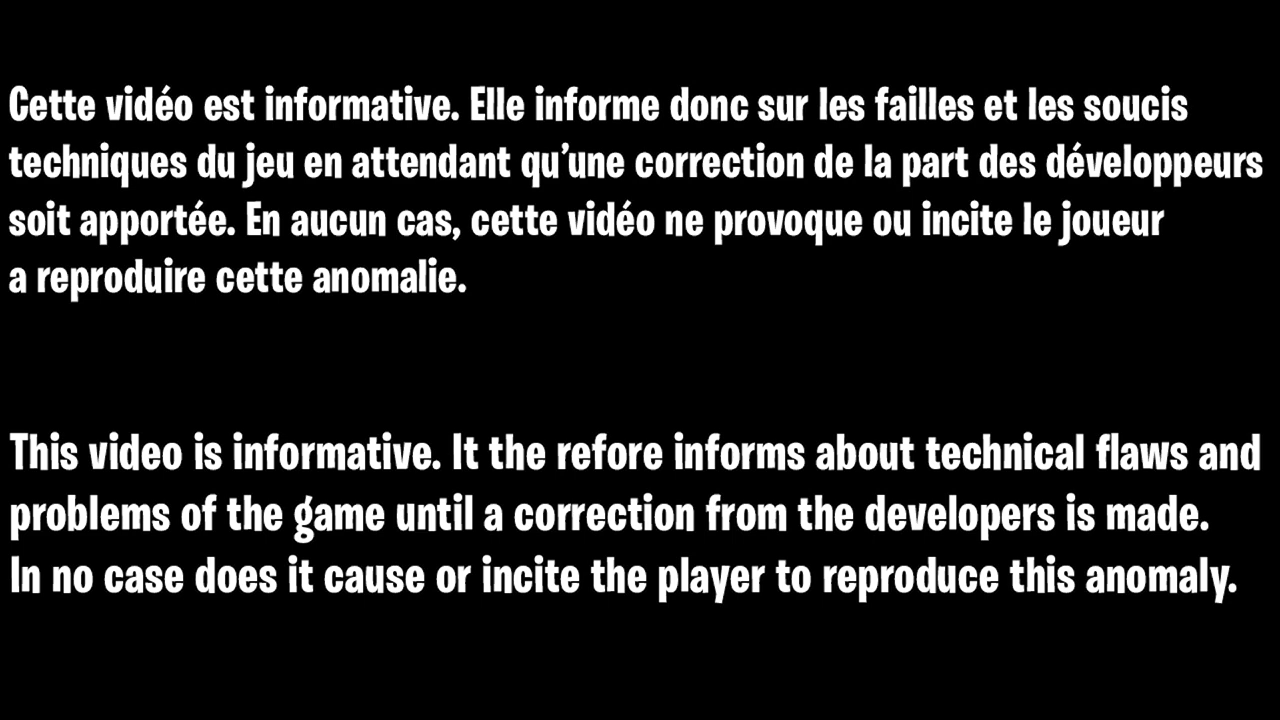 Cette vidéo est informative. Elle informe donc sur les failles et les soucis
techniques du jeu en attendant qu'une correction de la part des développeurs
soit apportée. En aucun cas, cette vidéo ne provoque ou incite le joueur
a reproduire cette anomalie.
This video is informative. It the refore informs about technical flaws and
problems of the game until a correction from the developers is made.
In no case does it cause or incite the player to reproduce this anomaly.